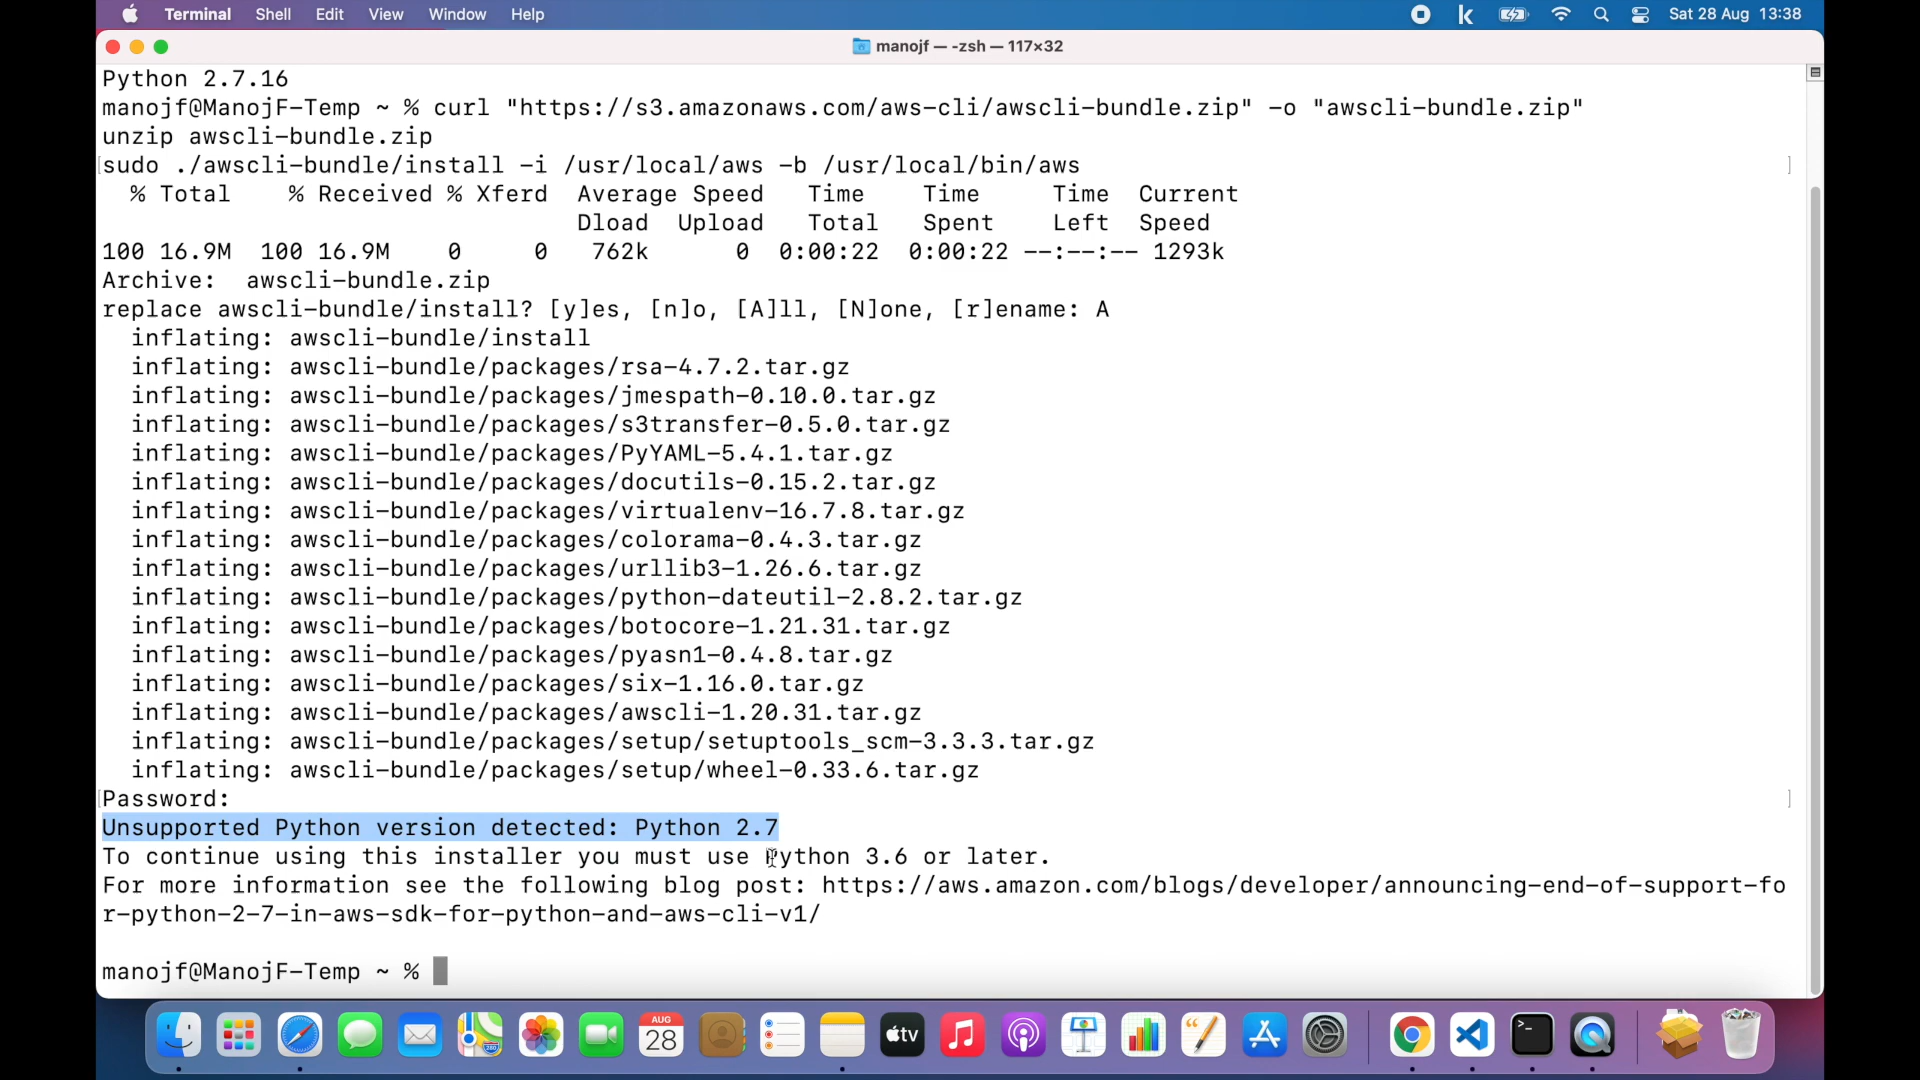 Terminal Shell Edit View Window Help Sat 28 Aug 13:38
manojf — -zsh — 117×32
Python 2.7.16
manojf@ManojF-Temp ~ % curl "https://s3.amazonaws.com/aws-cli/awscli-bundle.zip" -o "awscli-bundle.zip"
unzip awscli-bundle.zip
sudo ./awscli-bundle/install -i /usr/local/aws -b /usr/local/bin/aws
% Total % Received % Xferd Average Speed Time Time Time Current
Dload Upload Total Spent Left Speed
100 16.9M 100 16.9M 0 0 762k 0 0:00:22 0:00:22 --:--:-- 1293k
Archive: awscli-bundle.zip
replace awscli-bundle/install? [y]es, [n]o, [A]ll, [N]one, [r]ename: A
inflating: awscli-bundle/install
inflating: awscli-bundle/packages/rsa-4.7.2.tar.gz
inflating: awscli-bundle/packages/jmespath-0.10.0.tar.gz
inflating: awscli-bundle/packages/s3transfer-0.5.0.tar.gz
inflating: awscli-bundle/packages/PyYAML-5.4.1.tar.gz
inflating: awscli-bundle/packages/docutils-0.15.2.tar.gz
inflating: awscli-bundle/packages/virtualenv-16.7.8.tar.gz
inflating: awscli-bundle/packages/colorama-0.4.3.tar.gz
inflating: awscli-bundle/packages/urllib3-1.26.6.tar.gz
inflating: awscli-bundle/packages/python-dateutil-2.8.2.tar.gz
inflating: awscli-bundle/packages/botocore-1.21.31.tar.gz
inflating: awscli-bundle/packages/pyasn1-0.4.8.tar.gz
inflating: awscli-bundle/packages/six-1.16.0.tar.gz
inflating: awscli-bundle/packages/awscli-1.20.31.tar.gz
inflating: awscli-bundle/packages/setup/setuptools_scm-3.3.3.tar.gz
inflating: awscli-bundle/packages/setup/wheel-0.33.6.tar.gz
Password:
Unsupported Python version detected: Python 2.7
To continue using this installer you must use Python 3.6 or later.
For more information see the following blog post: https://aws.amazon.com/blogs/developer/announcing-end-of-support-fo
r-python-2-7-in-aws-sdk-for-python-and-aws-cli-v1/
manojf@ManojF-Temp ~ %
AUG
28
tv